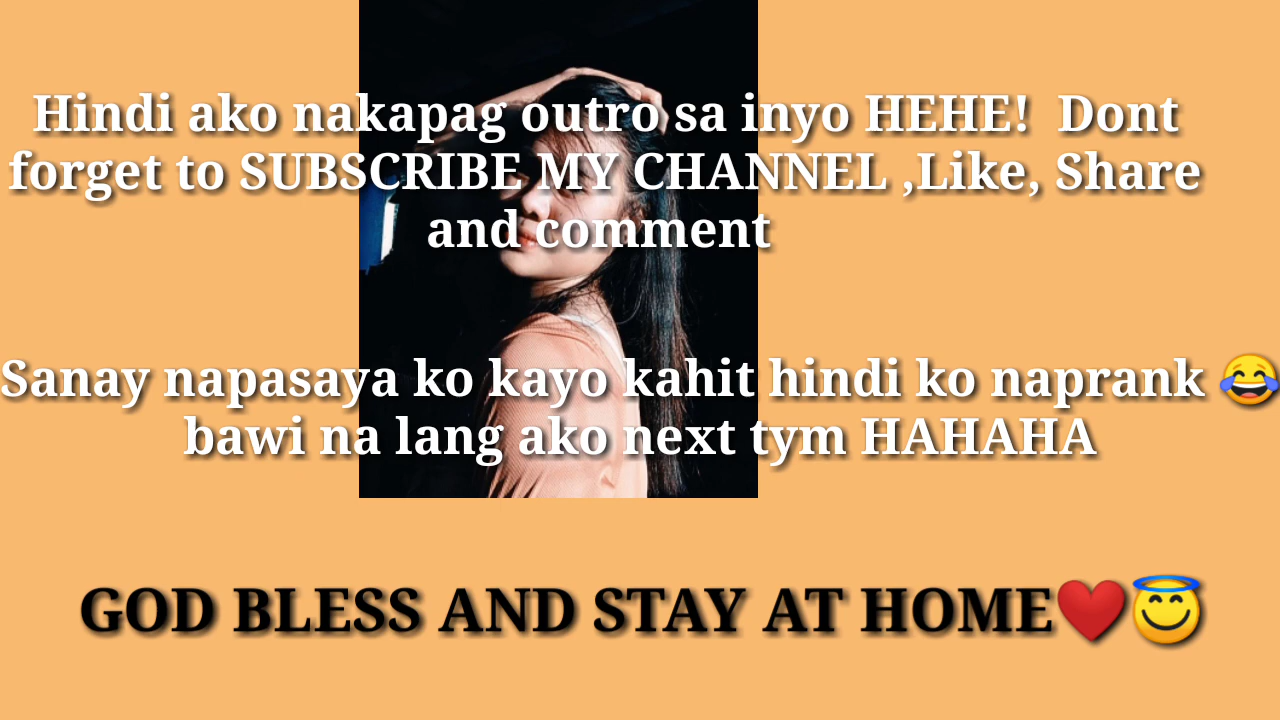 Hindi ako nakapag outro sa inyo HEHE!  Dont
forget to SUBSCRIBE MY CHANNEL ,Like, Share
and comment
Sanay napasaya ko kayo kahit hindi ko naprank 😂
bawi na lang ako next tym HAHAHA
GOD BLESS AND STAY AT HOME❤️😇